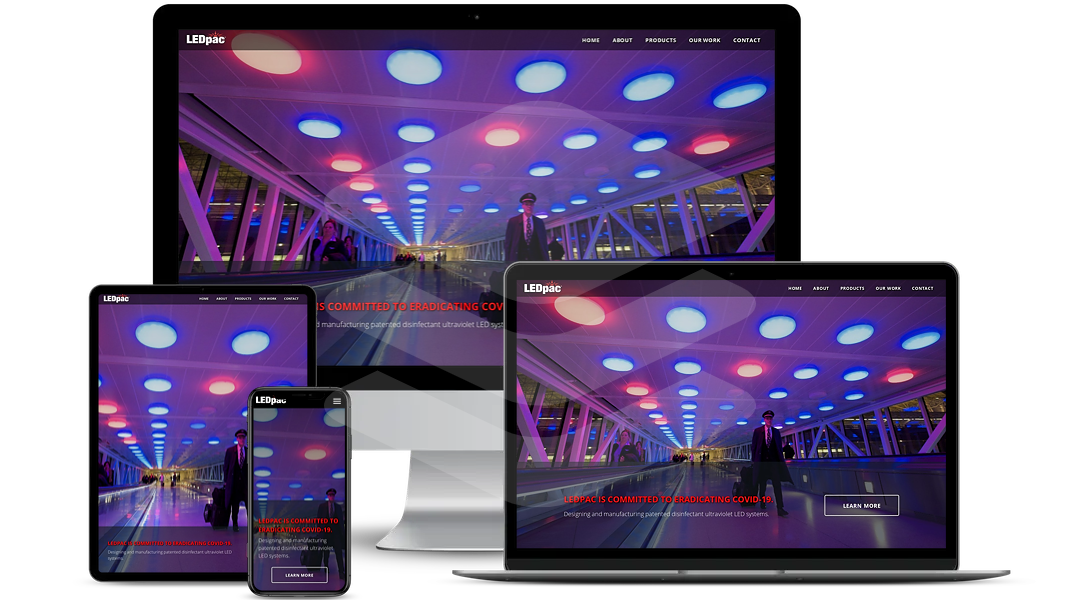 LEDpac
HOME ABOUT PRODUCTS OUR WORK CONTACT
IS COMMITTED TO ERADICATING COV
d manufacturing patented disinfectant ultraviolet LED syst
LEDpac
HOME ABOUT PRODUCTS OUR WORK CONTACT
LEDPAC IS COMMITTED TO ERADICATING COVID-19.
Designing and manufacturing patented disinfectant ultraviolet LED
systems.
LEDpac
LEDPAC IS COMMITTED TO
ERADICATING COVID-19.
Designing and manufacturing
patented disinfectant ultraviolet
LED systems.
LEARN MORE
LEDpac
HOME ABOUT PRODUCTS OUR WORK CONTACT
LEDPAC IS COMMITTED TO ERADICATING COVID-19.
Designing and manufacturing patented disinfectant ultraviolet LED systems.
LEARN MORE